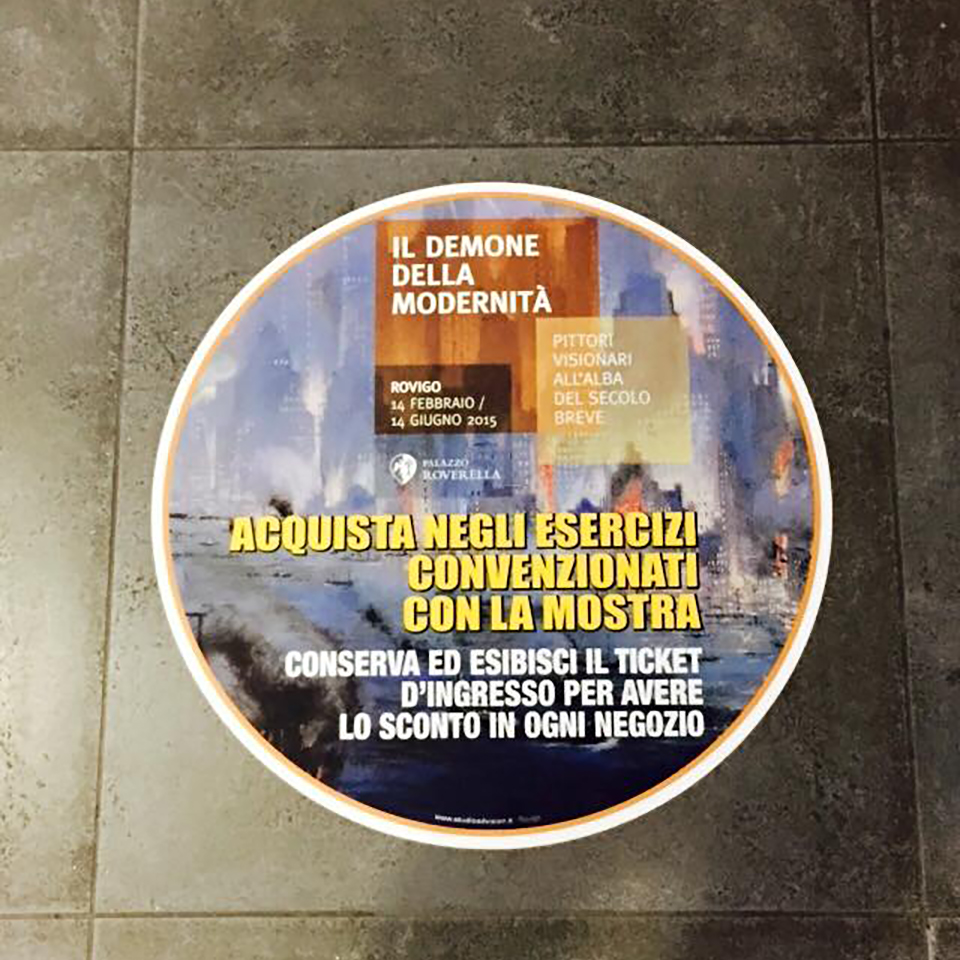 IL DEMONE
DELLA
MODERNITÀ
PITTORI
VISIONARI
ALL'ALBA
DEL SECOLO
BREVE
ROVIGO
14 FEBBRAIO /
14 GIUGNO 2015
PALAZZO
ROVERELLA
ACQUISTA NEGLI ESERCIZI
CONVENZIONATI
CON LA MOSTRA
CONSERVA ED ESIBISCI IL TICKET
D'INGRESSO PER AVERE
LO SCONTO IN OGNI NEGOZIO